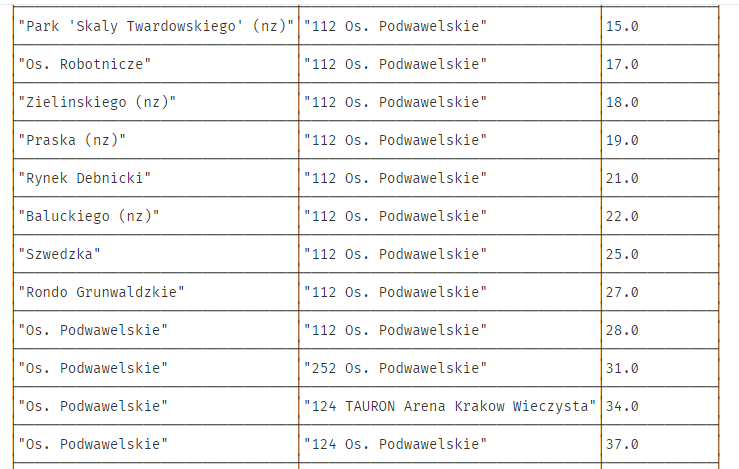 "Park 'Skaly Twardowskiego' (nz)" "112 Os. Podwawelskie" 15.0
"Os. Robotnicze" "112 Os. Podwawelskie" 17.0
"Zielinskiego (nz)" "112 Os. Podwawelskie" 18.0
"Praska (nz)" "112 Os. Podwawelskie" 19.0
"Rynek Debnicki" "112 Os. Podwawelskie" 21.0
"Baluckiego (nz)" "112 Os. Podwawelskie" 22.0
"Szwedzka" "112 Os. Podwawelskie" 25.0
"Rondo Grunwaldzkie" "112 Os. Podwawelskie" 27.0
"Os. Podwawelskie" "112 Os. Podwawelskie" 28.0
"Os. Podwawelskie" "252 Os. Podwawelskie" 31.0
"Os. Podwawelskie" "124 TAURON Arena Krakow Wieczysta" 34.0
"Os. Podwawelskie" "124 Os. Podwawelskie" 37.0